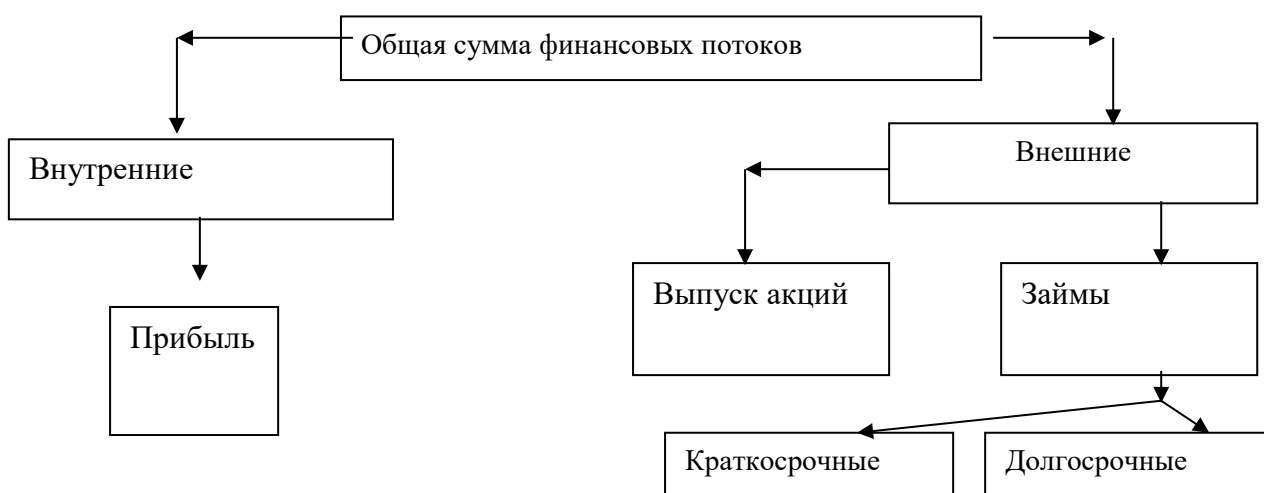 Общая сумма финансовых потоков
Внутренние
Внешние
Выпуск акций
Займы
Прибыль
Краткосрочные
Долгосрочные